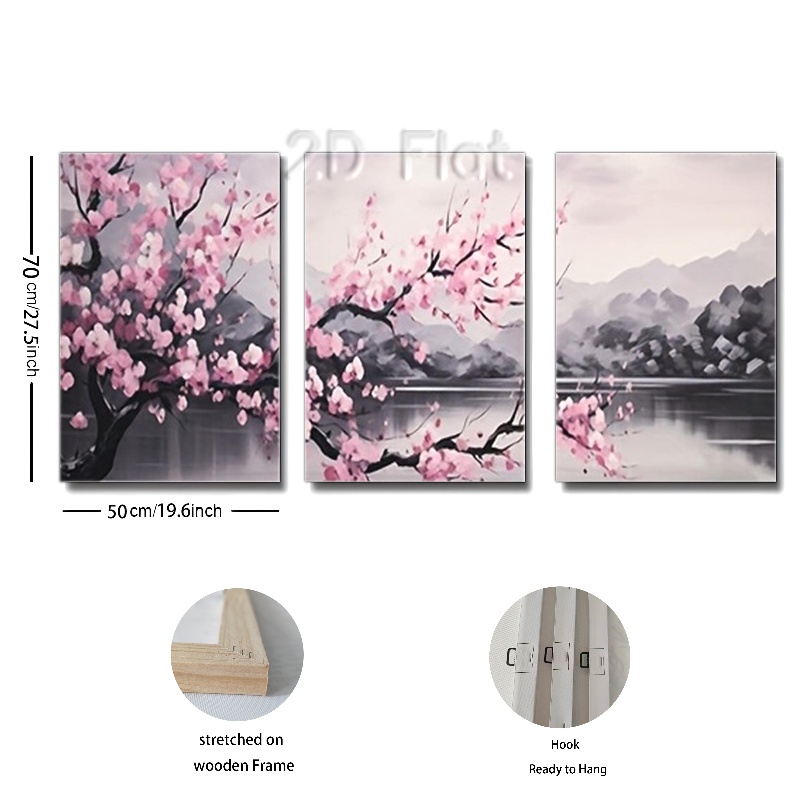 2D Flat
70cm/27.5inch
50cm/19.6inch
stretched on
wooden Frame
Hook
Ready to Hang